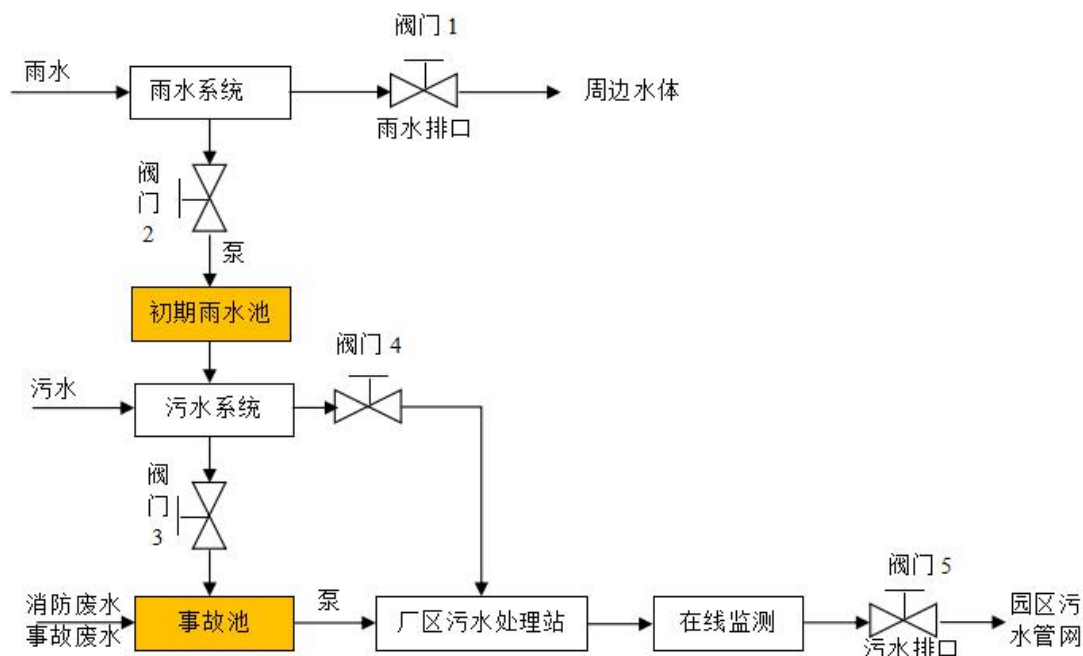 阀门 1
雨水
雨水系统
周边水体
雨水排口
阀
门
2
泵
初期雨水池
阀门 4
污水
污水系统
阀
门
3
阀门 5
消防废水
事故废水
事故池
泵
厂区污水处理站
在线监测
污水排口
园区污
水管网